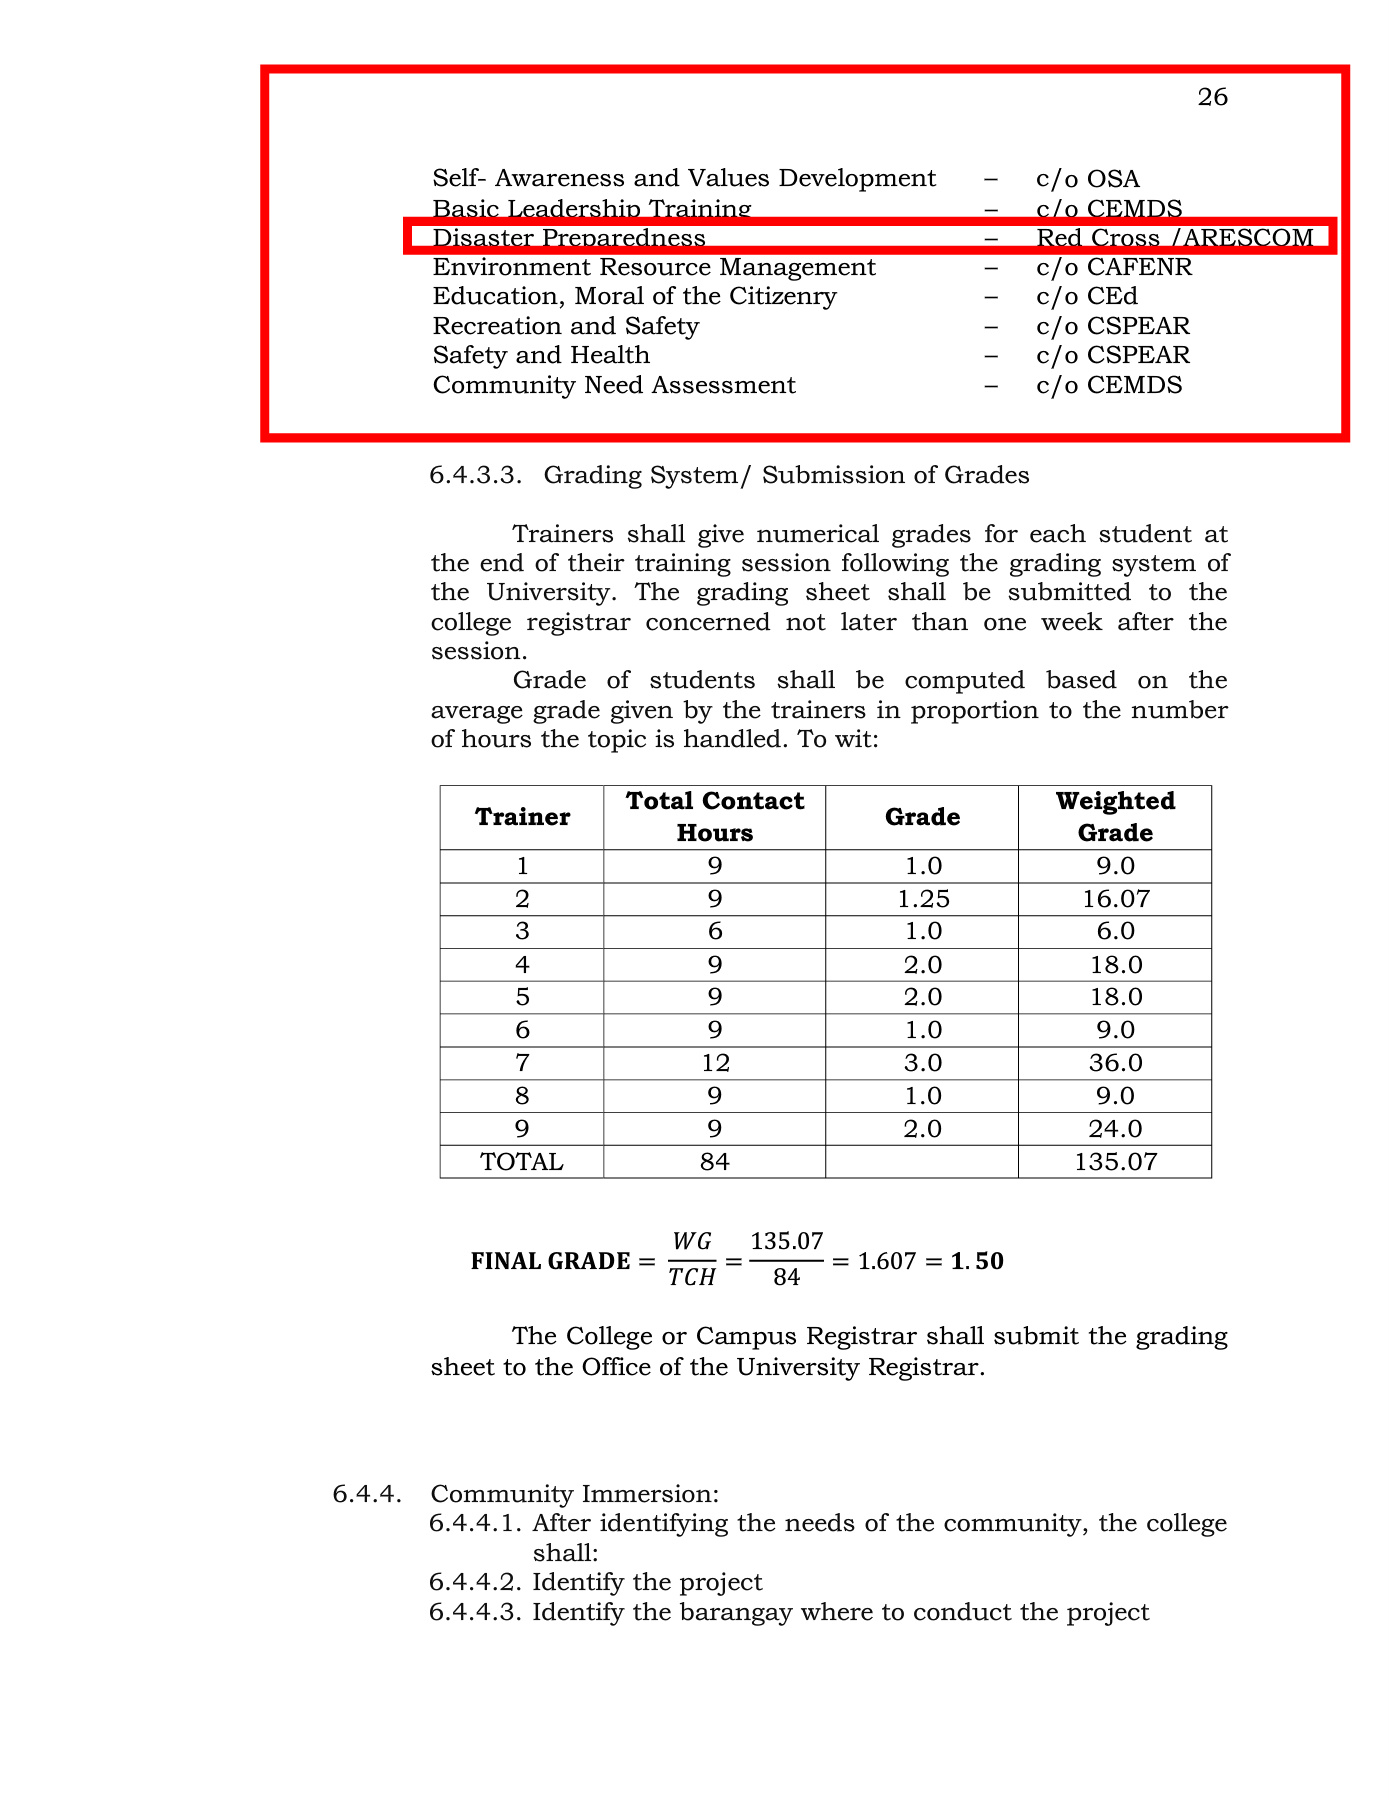 26
Self- Awareness and Values Development – c/o OSA
Basic Leadership Training – c/o CEMDS
Disaster Preparedness – Red Cross /ARESCOM
Environment Resource Management – c/o CAFENR
Education, Moral of the Citizenry – c/o CEd
Recreation and Safety – c/o CSPEAR
Safety and Health – c/o CSPEAR
Community Need Assessment – c/o CEMDS
6.4.3.3. Grading System/ Submission of Grades
Trainers shall give numerical grades for each student at
the end of their training session following the grading system of
the University. The grading sheet shall be submitted to the
college registrar concerned not later than one week after the
session.
Grade of students shall be computed based on the
average grade given by the trainers in proportion to the number
of hours the topic is handled. To wit:
Trainer Total Contact Hours Grade Weighted Grade
1 9 1.0 9.0
2 9 1.25 16.07
3 6 1.0 6.0
4 9 2.0 18.0
5 9 2.0 18.0
6 9 1.0 9.0
7 12 3.0 36.0
8 9 1.0 9.0
9 9 2.0 24.0
TOTAL 84 135.07
FINAL GRADE = WG/TCH = 135.07/84 = 1.607 = 1.50
The College or Campus Registrar shall submit the grading
sheet to the Office of the University Registrar.
6.4.4. Community Immersion:
6.4.4.1. After identifying the needs of the community, the college
shall:
6.4.4.2. Identify the project
6.4.4.3. Identify the barangay where to conduct the project